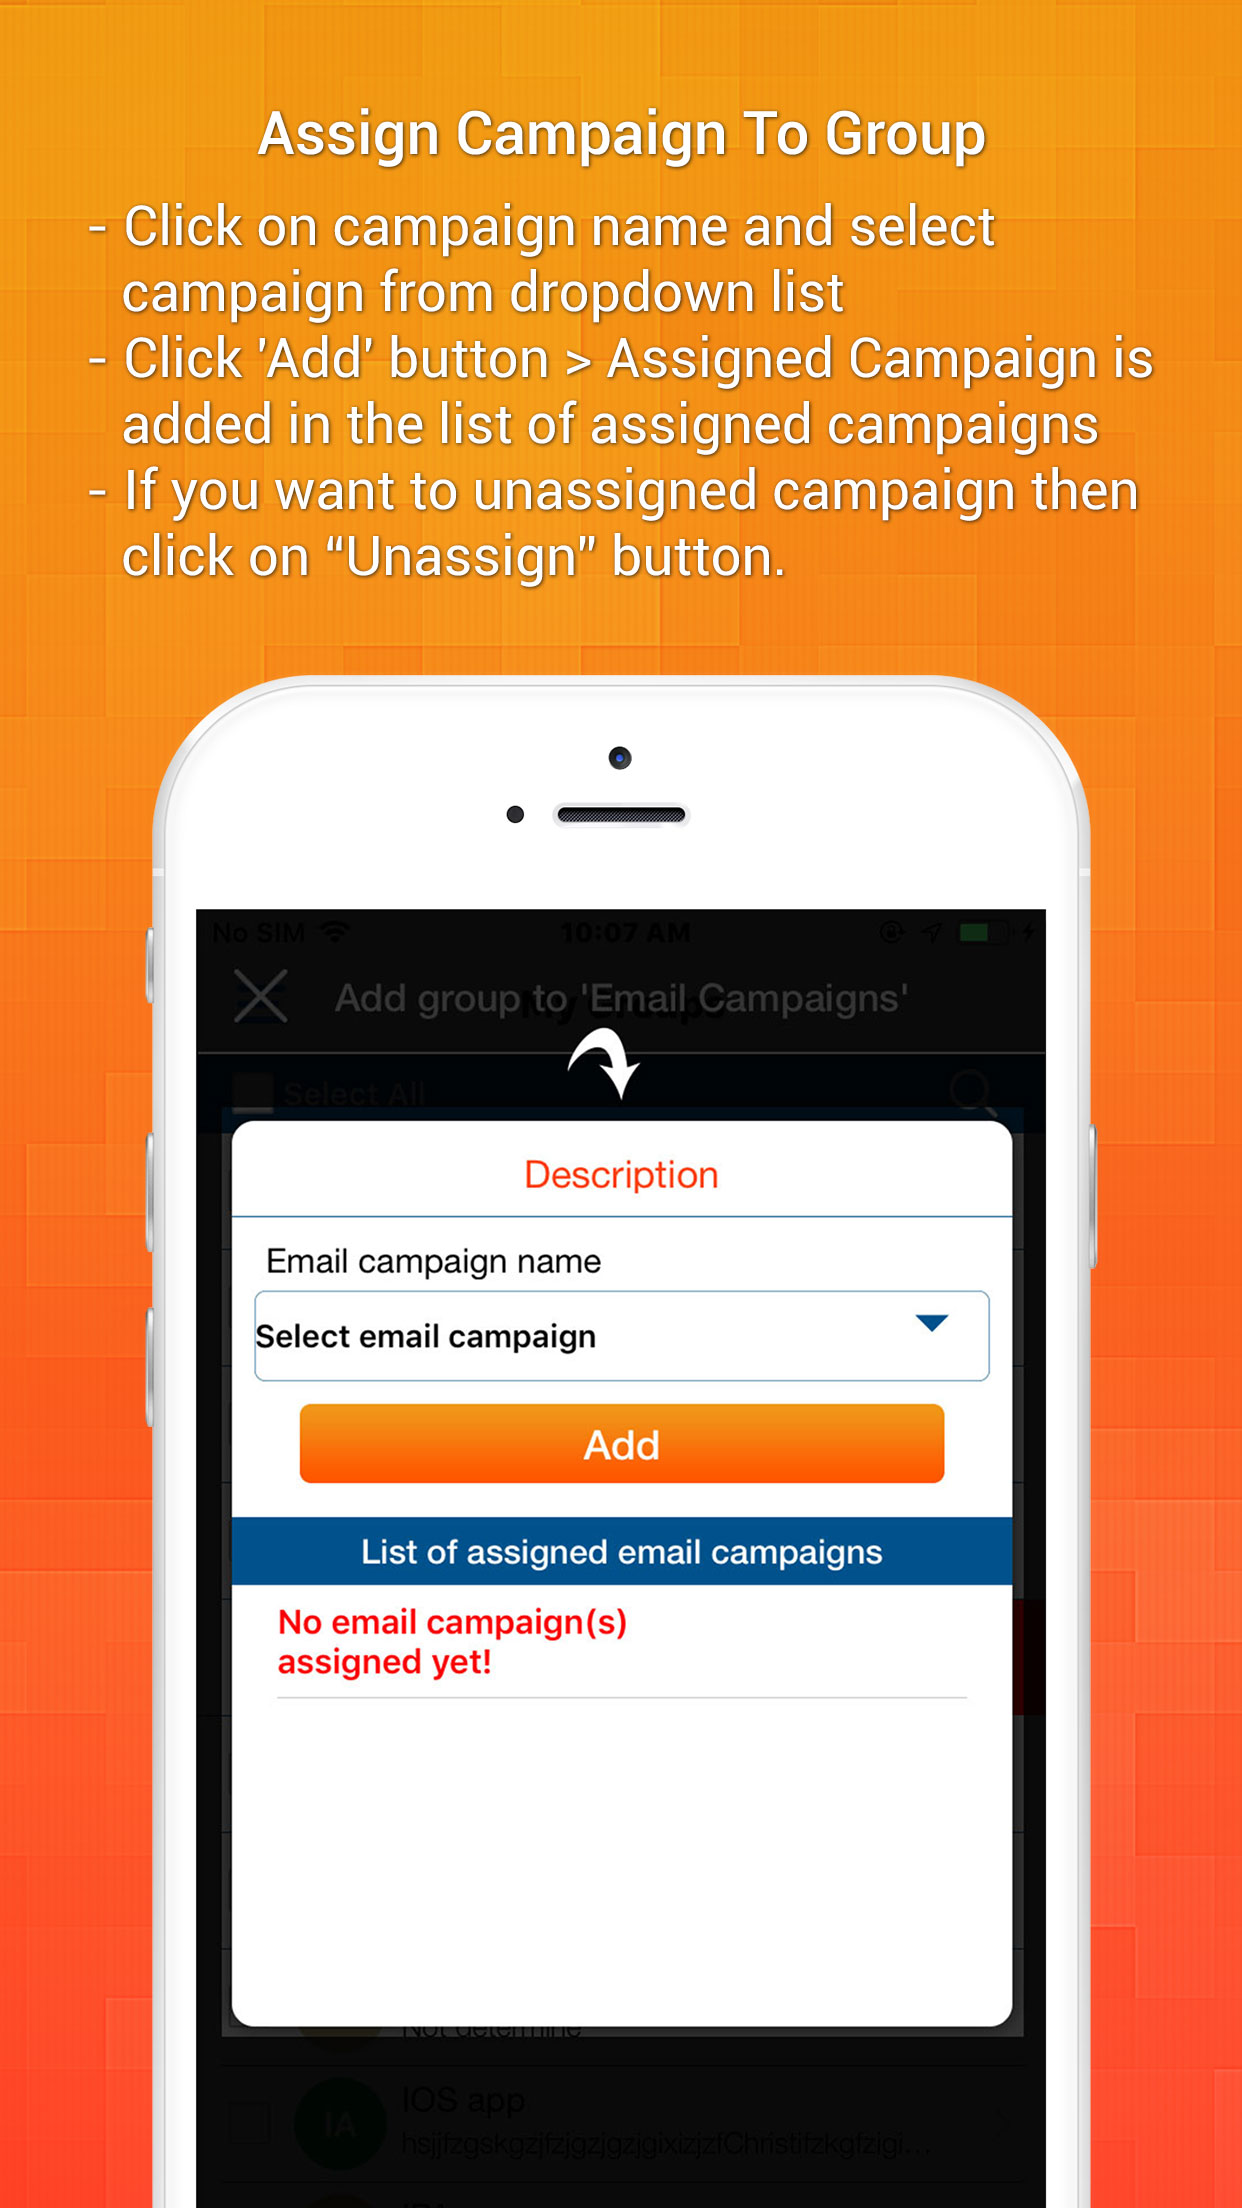 Assign Campaign To Group
- Click on campaign name and select
campaign from dropdown list
- Click 'Add' button > Assigned Campaign is
added in the list of assigned campaigns
- If you want to unassigned campaign then
click on “Unassign” button.
No SIM 10:07 AM
Add group to 'Email Campaigns'
My Groups
Select All
Description
Email campaign name
Select email campaign
Add
List of assigned email campaigns
No email campaign(s)
assigned yet!
Not determine
IOS app
IA